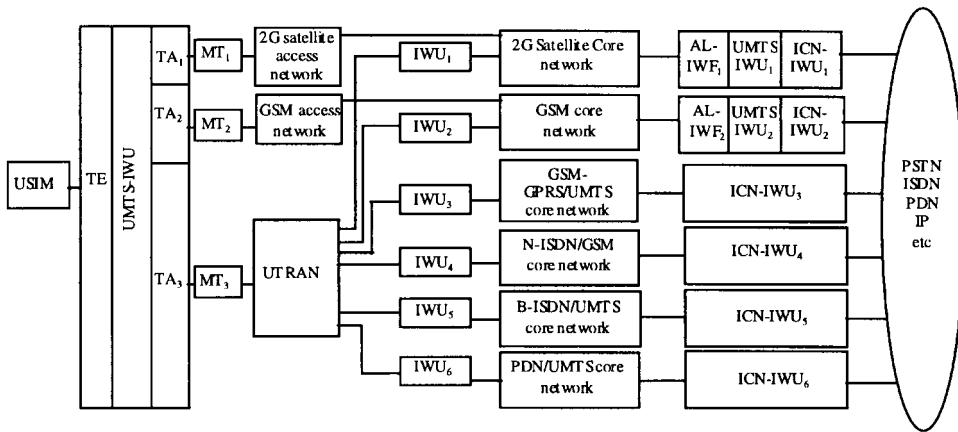 USIM
TE
UMTS-IWU
TA1
TA2
TA3
MT1
MT2
MT3
2G satellite
access
network
GSM access
network
UTRAN
IWU1
IWU2
IWU3
IWU4
IWU5
IWU6
2G Satellite Core
network
GSM core
network
GSM-
GPRS/UMTS
core network
N-ISDN/GSM
core network
B-ISDN/UMTS
core network
PDN/UMTS core
network
AL-
IWF1
UMTS
IWU1
ICN-
IWU1
AL-
IWF2
UMTS
IWU2
ICN-
IWU2
ICN-IWU3
ICN-IWU4
ICN-IWU5
ICN-IWU6
PSTN
ISDN
PDN
IP
etc